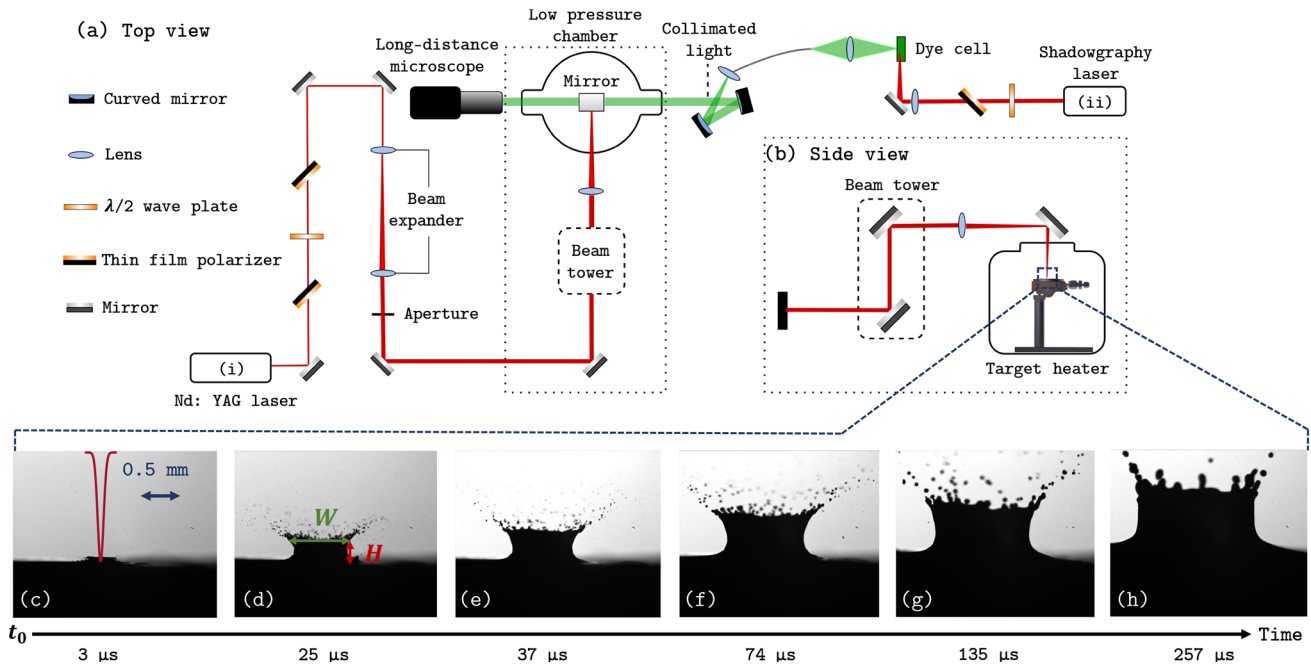 (a) Top view
Curved mirror
Lens
λ/2 wave plate
Thin film polarizer
Mirror
(i)
Nd: YAG laser
Long-distance
microscope
Beam
expander
Aperture
Low pressure
chamber
Mirror
Beam
tower
Collimated
light
Dye cell
Shadowgraphy
laser
(ii)
(b) Side view
Beam tower
Target heater
0.5 mm
(c)
W
H
(d)
(e)
(f)
(g)
(h)
t0
Time
3 µs
25 µs
37 µs
74 µs
135 µs
257 µs